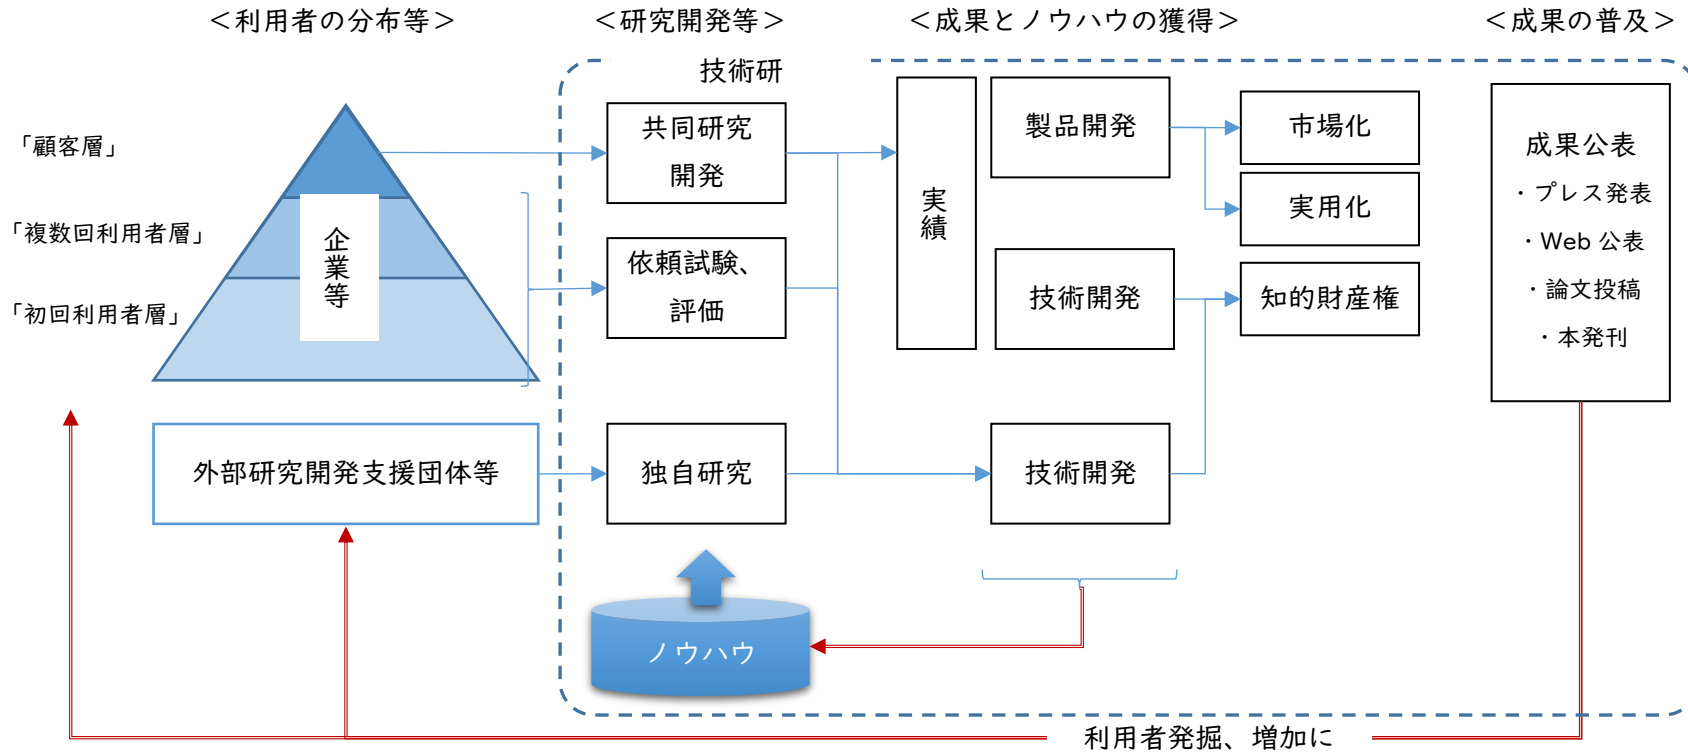 ＜利用者の分布等＞
＜研究開発等＞
＜成果とノウハウの獲得＞
＜成果の普及＞
技術研
「顧客層」
「複数回利用者層」
「初回利用者層」
企業等
外部研究開発支援団体等
共同研究
開発
依頼試験、
評価
独自研究
ノウハウ
実績
製品開発
技術開発
技術開発
市場化
実用化
知的財産権
成果公表
・プレス発表
・Web 公表
・論文投稿
・本発刊
利用者発掘、増加に